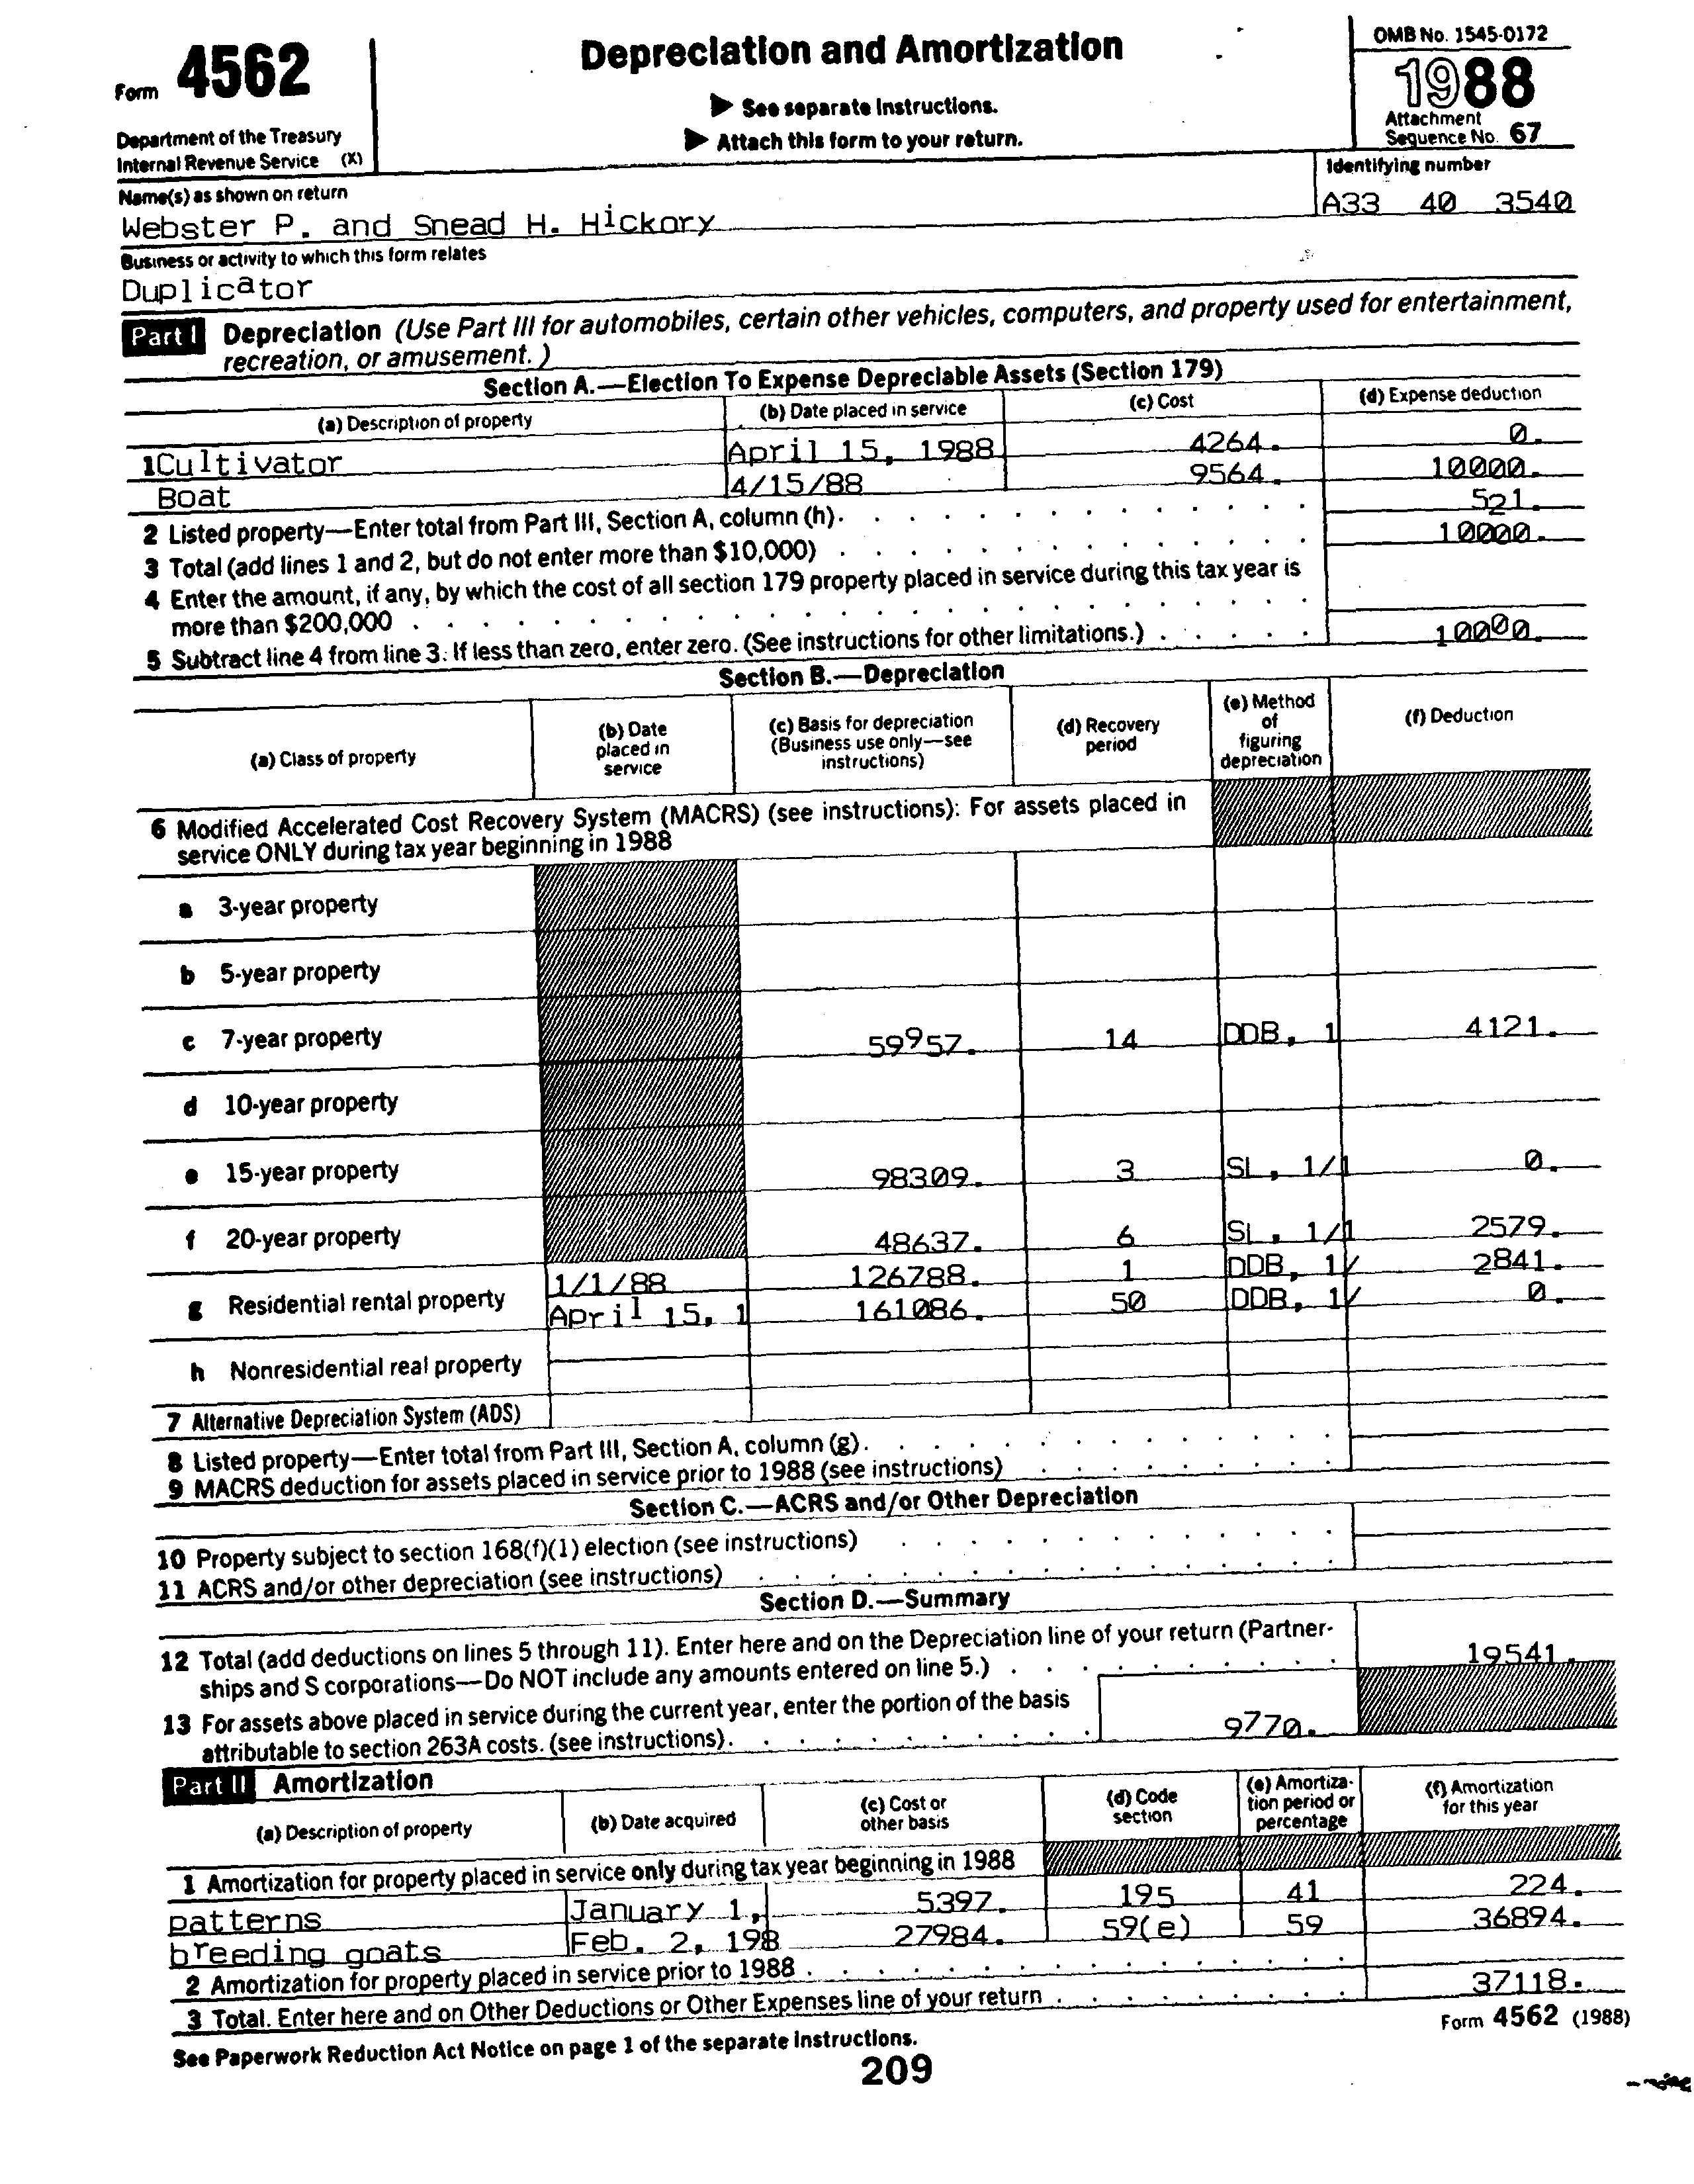 Form 4562
Department of the Treasury
Internal Revenue Service (X)
Depreciation and Amortization
▶ See separate Instructions.
▶ Attach this form to your return.
OMB No. 1545-0172
1988
Attachment
Sequence No. 67
Name(s) as shown on return
Identifying number
Webster P. and Snead H. Hickory
A33 40 3540
Business or activity to which this form relates
Duplicator
Part I Depreciation (Use Part III for automobiles, certain other vehicles, computers, and property used for entertainment,
recreation, or amusement.)
Section A.—Election To Expense Depreciable Assets (Section 179)
(a) Description of property (b) Date placed in service (c) Cost (d) Expense deduction
1 Cultivator April 15, 1988 4264. 0.
Boat 4/15/88 9564. 10000.
2 Listed property—Enter total from Part III, Section A, column (h). 521.
3 Total (add lines 1 and 2, but do not enter more than $10,000) 10000.
4 Enter the amount, if any, by which the cost of all section 179 property placed in service during this tax year is
more than $200,000
5 Subtract line 4 from line 3. If less than zero, enter zero. (See instructions for other limitations.) 10000.
Section B.—Depreciation
(a) Class of property (b) Date placed in service (c) Basis for depreciation (Business use only—see instructions) (d) Recovery period (e) Method of figuring depreciation (f) Deduction
6 Modified Accelerated Cost Recovery System (MACRS) (see instructions): For assets placed in
service ONLY during tax year beginning in 1988
a 3-year property
b 5-year property
c 7-year property 59957. 14 DDB, 1 4121.
d 10-year property
e 15-year property 98309. 3 SL, 1/1 0.
f 20-year property 48637. 6 SL, 1/1 2579.
1/1/88 126788. 1 DDB, 1/ 2841.
g Residential rental property April 15, 1 161086. 50 DDB, 1/ 0.
h Nonresidential real property
7 Alternative Depreciation System (ADS)
8 Listed property—Enter total from Part III, Section A, column (g).
9 MACRS deduction for assets placed in service prior to 1988 (see instructions)
Section C.—ACRS and/or Other Depreciation
10 Property subject to section 168(f)(1) election (see instructions)
11 ACRS and/or other depreciation (see instructions)
Section D.—Summary
12 Total (add deductions on lines 5 through 11). Enter here and on the Depreciation line of your return (Partner-
ships and S corporations—Do NOT include any amounts entered on line 5.) 19541.
13 For assets above placed in service during the current year, enter the portion of the basis
attributable to section 263A costs. (see instructions). 9770.
Part II Amortization
(a) Description of property (b) Date acquired (c) Cost or other basis (d) Code section (e) Amortiza-tion period or percentage (f) Amortization for this year
1 Amortization for property placed in service only during tax year beginning in 1988
patterns January 1, 5397. 195 41 224.
breeding goats Feb. 2, 198 27984. 59(e) 59 36894.
2 Amortization for property placed in service prior to 1988
3 Total. Enter here and on Other Deductions or Other Expenses line of your return 37118.
See Paperwork Reduction Act Notice on page 1 of the separate instructions.
Form 4562 (1988)
209